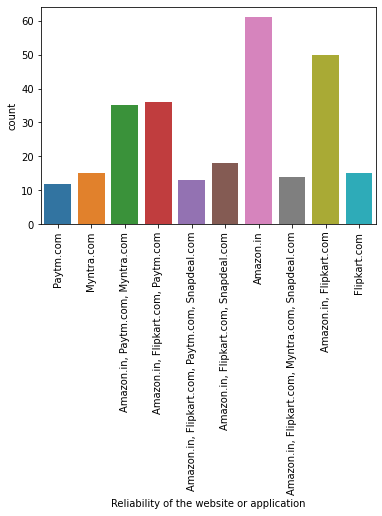 60
50
40
30
20
10
0
count
Paytm.com
Myntra.com
Amazon.in, Paytm.com, Myntra.com
Amazon.in, Flipkart.com, Paytm.com
Amazon.in, Flipkart.com, Paytm.com, Snapdeal.com
Amazon.in, Flipkart.com, Snapdeal.com
Amazon.in
Amazon.in, Flipkart.com, Myntra.com, Snapdeal.com
Amazon.in, Flipkart.com
Flipkart.com
Reliability of the website or application